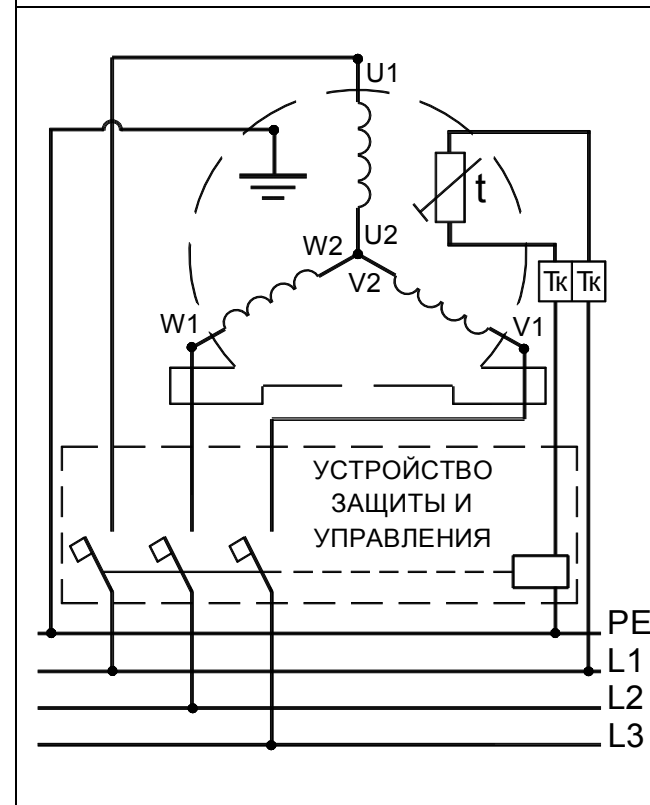 U1
t
W2
U2
V2
Тк Тк
W1
V1
УСТРОЙСТВО
ЗАЩИТЫ И
УПРАВЛЕНИЯ
PE
L1
L2
L3